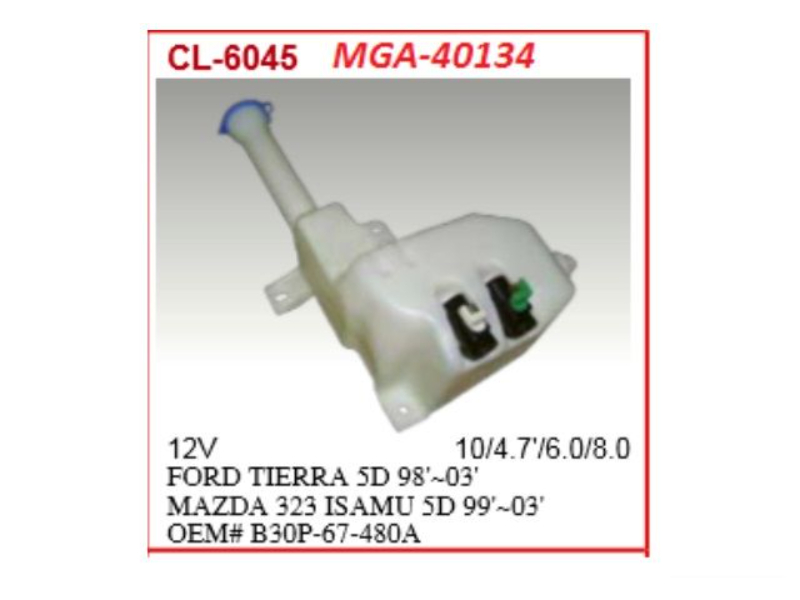 CL-6045 MGA-40134
12V 10/4.7'/6.0/8.0
FORD TIERRA 5D 98'~03'
MAZDA 323 ISAMU 5D 99'~03'
OEM# B30P-67-480A